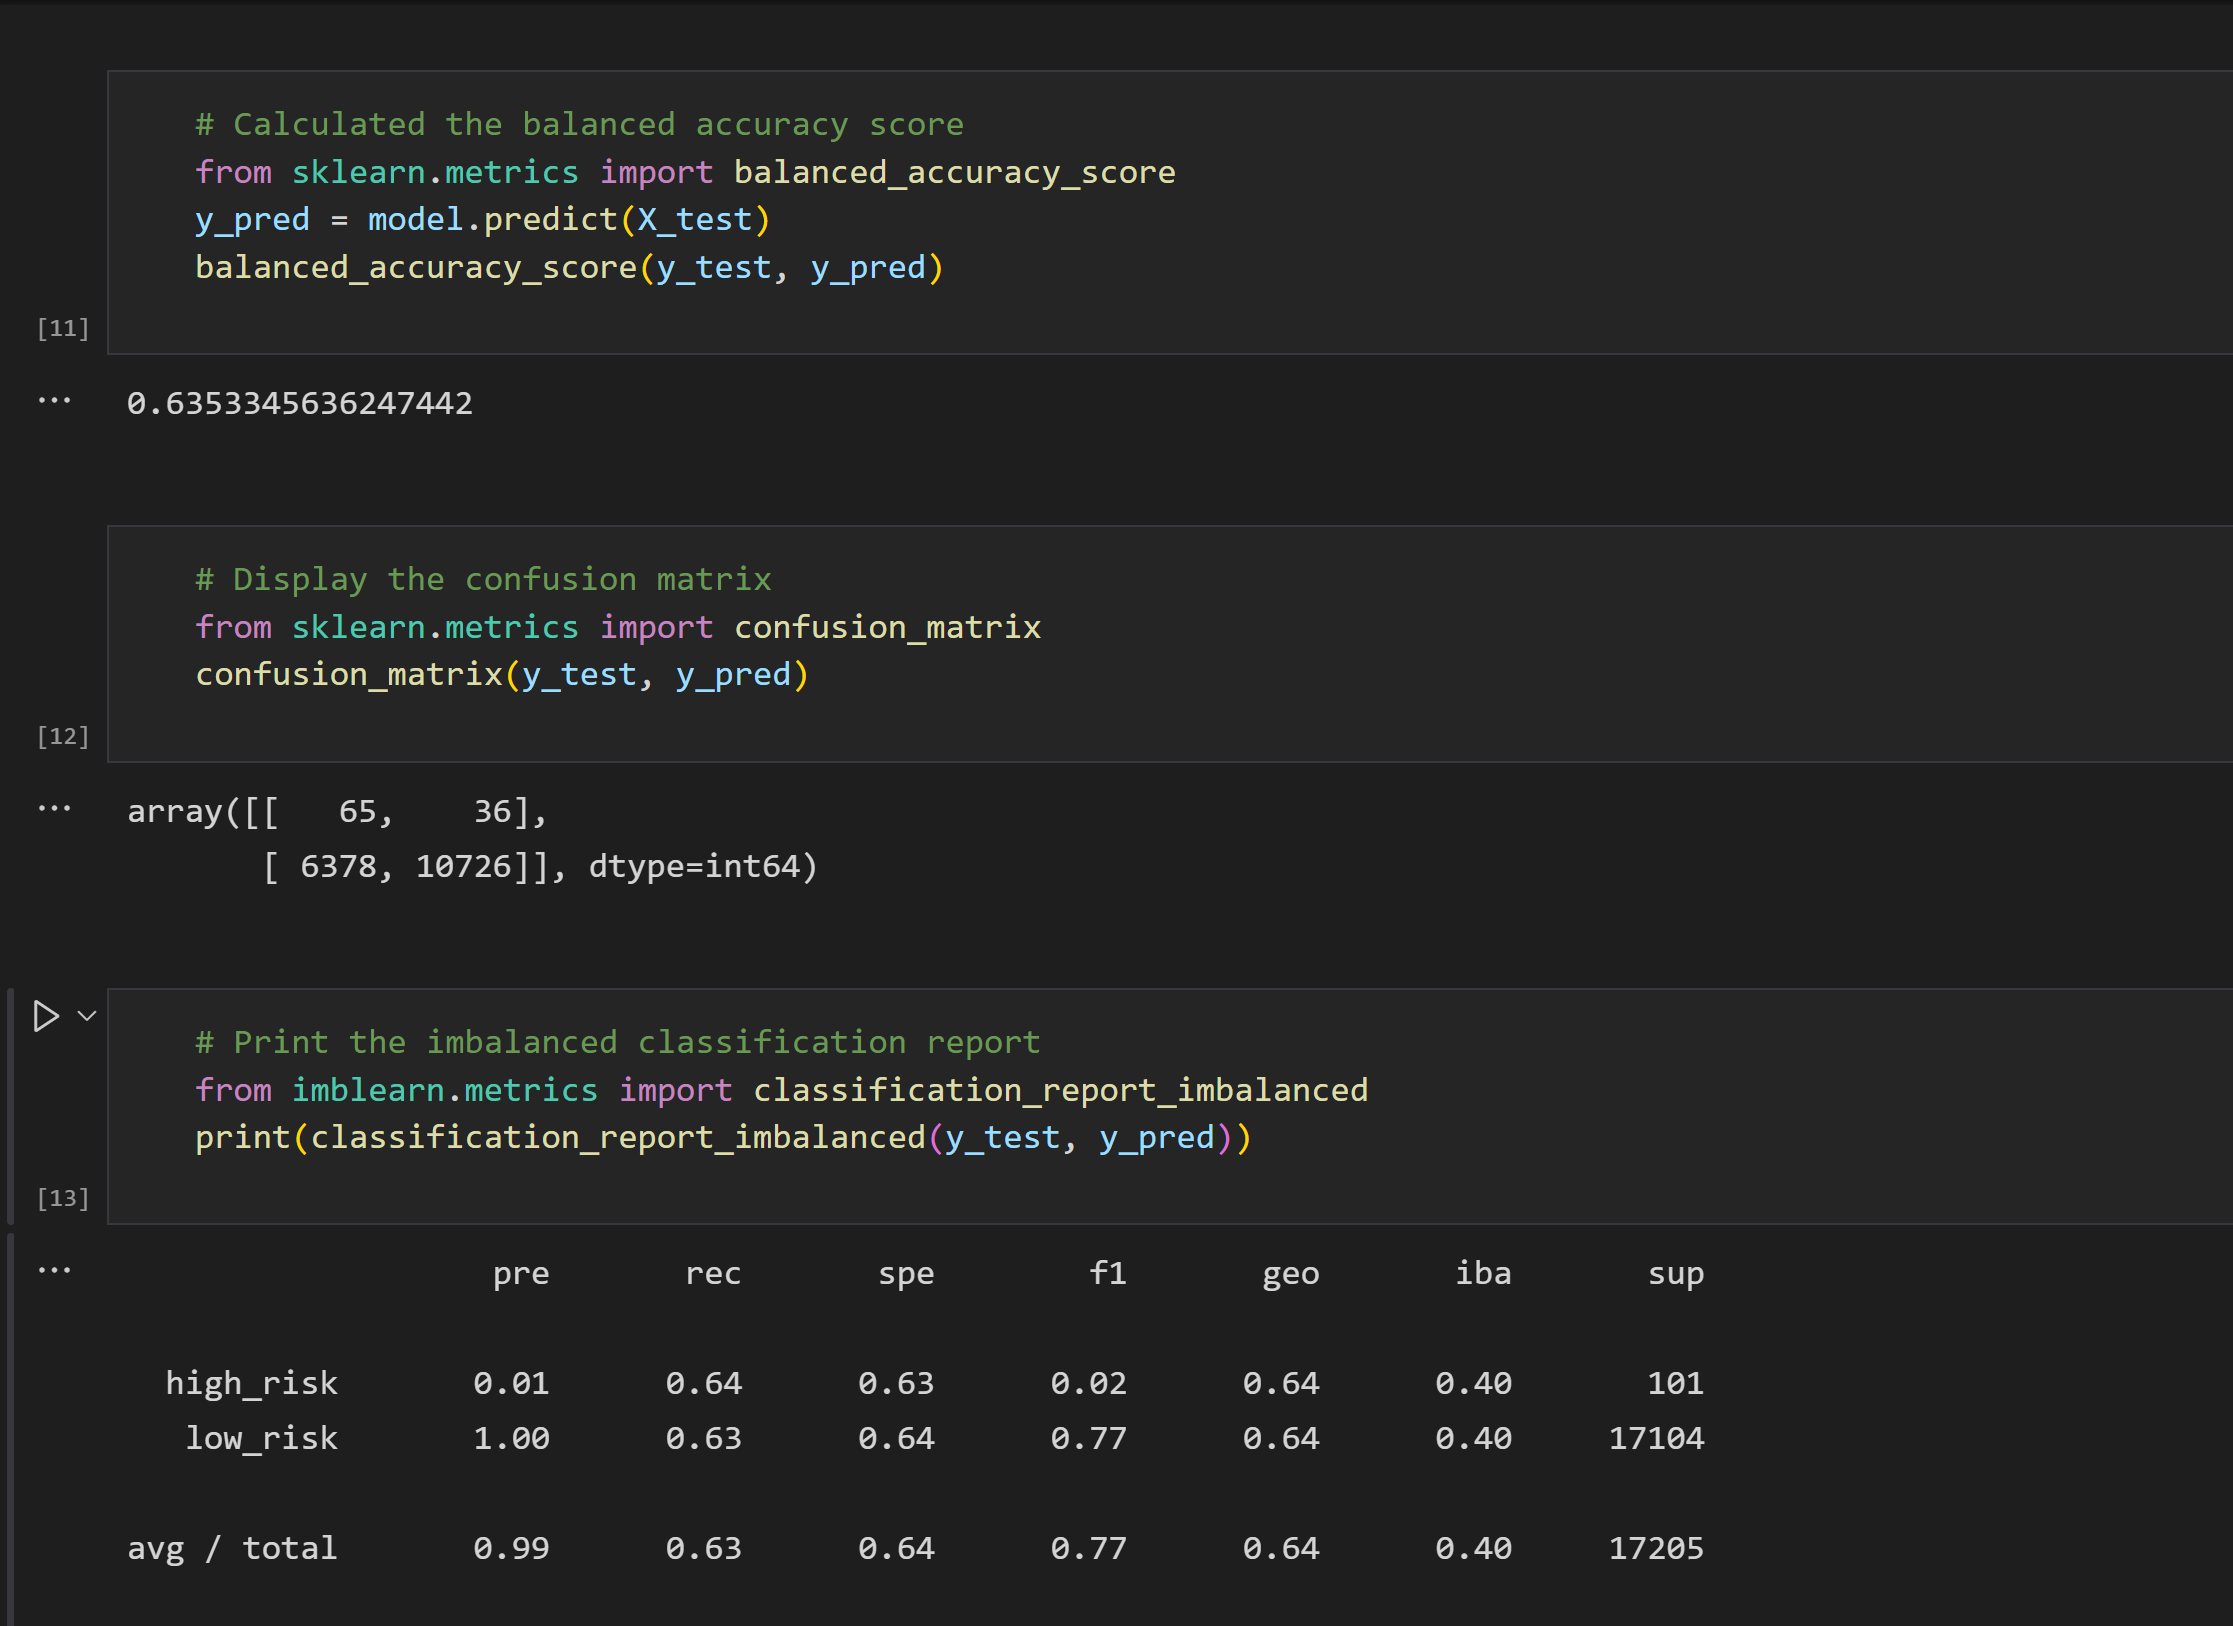 # Calculated the balanced accuracy score
from sklearn.metrics import balanced_accuracy_score
y_pred = model.predict(X_test)
balanced_accuracy_score(y_test, y_pred)
[11]
... 0.6353345636247442
# Display the confusion matrix
from sklearn.metrics import confusion_matrix
confusion_matrix(y_test, y_pred)
[12]
... array([[   65,    36],
       [ 6378, 10726]], dtype=int64)
# Print the imbalanced classification report
from imblearn.metrics import classification_report_imbalanced
print(classification_report_imbalanced(y_test, y_pred))
[13]
... pre rec spe f1 geo iba sup
high_risk 0.01 0.64 0.63 0.02 0.64 0.40 101
low_risk 1.00 0.63 0.64 0.77 0.64 0.40 17104
avg / total 0.99 0.63 0.64 0.77 0.64 0.40 17205